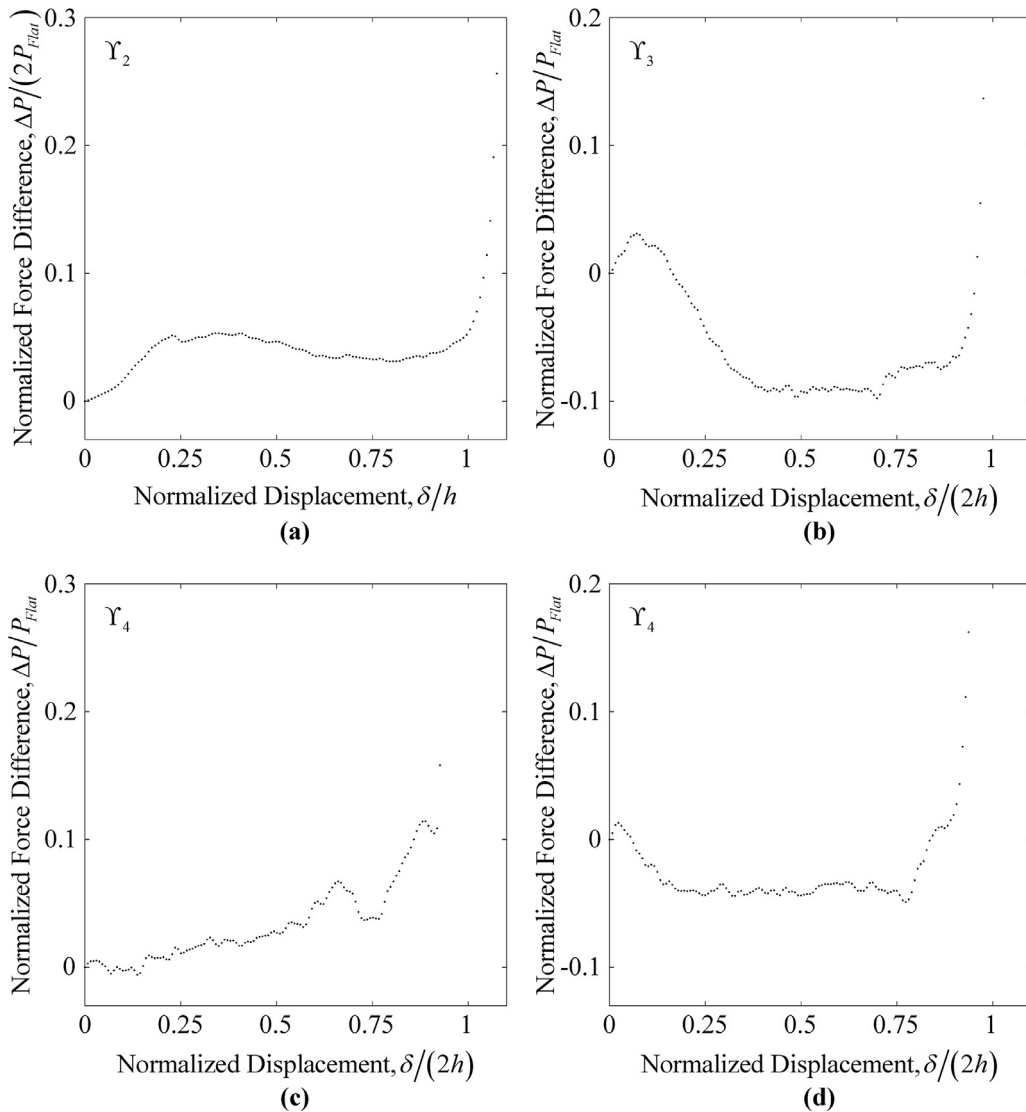 Normalized Force Difference, ΔP/(2P_Flat)
0.3
0.2
0.1
0
ϒ2
0 0.25 0.5 0.75 1
Normalized Displacement, δ/h
(a)
Normalized Force Difference, ΔP/P_Flat
0.2
0.1
0
-0.1
ϒ3
0 0.25 0.5 0.75 1
Normalized Displacement, δ/(2h)
(b)
Normalized Force Difference, ΔP/P_Flat
0.3
0.2
0.1
0
ϒ4
0 0.25 0.5 0.75 1
Normalized Displacement, δ/(2h)
(c)
Normalized Force Difference, ΔP/P_Flat
0.2
0.1
0
-0.1
ϒ4
0 0.25 0.5 0.75 1
Normalized Displacement, δ/(2h)
(d)